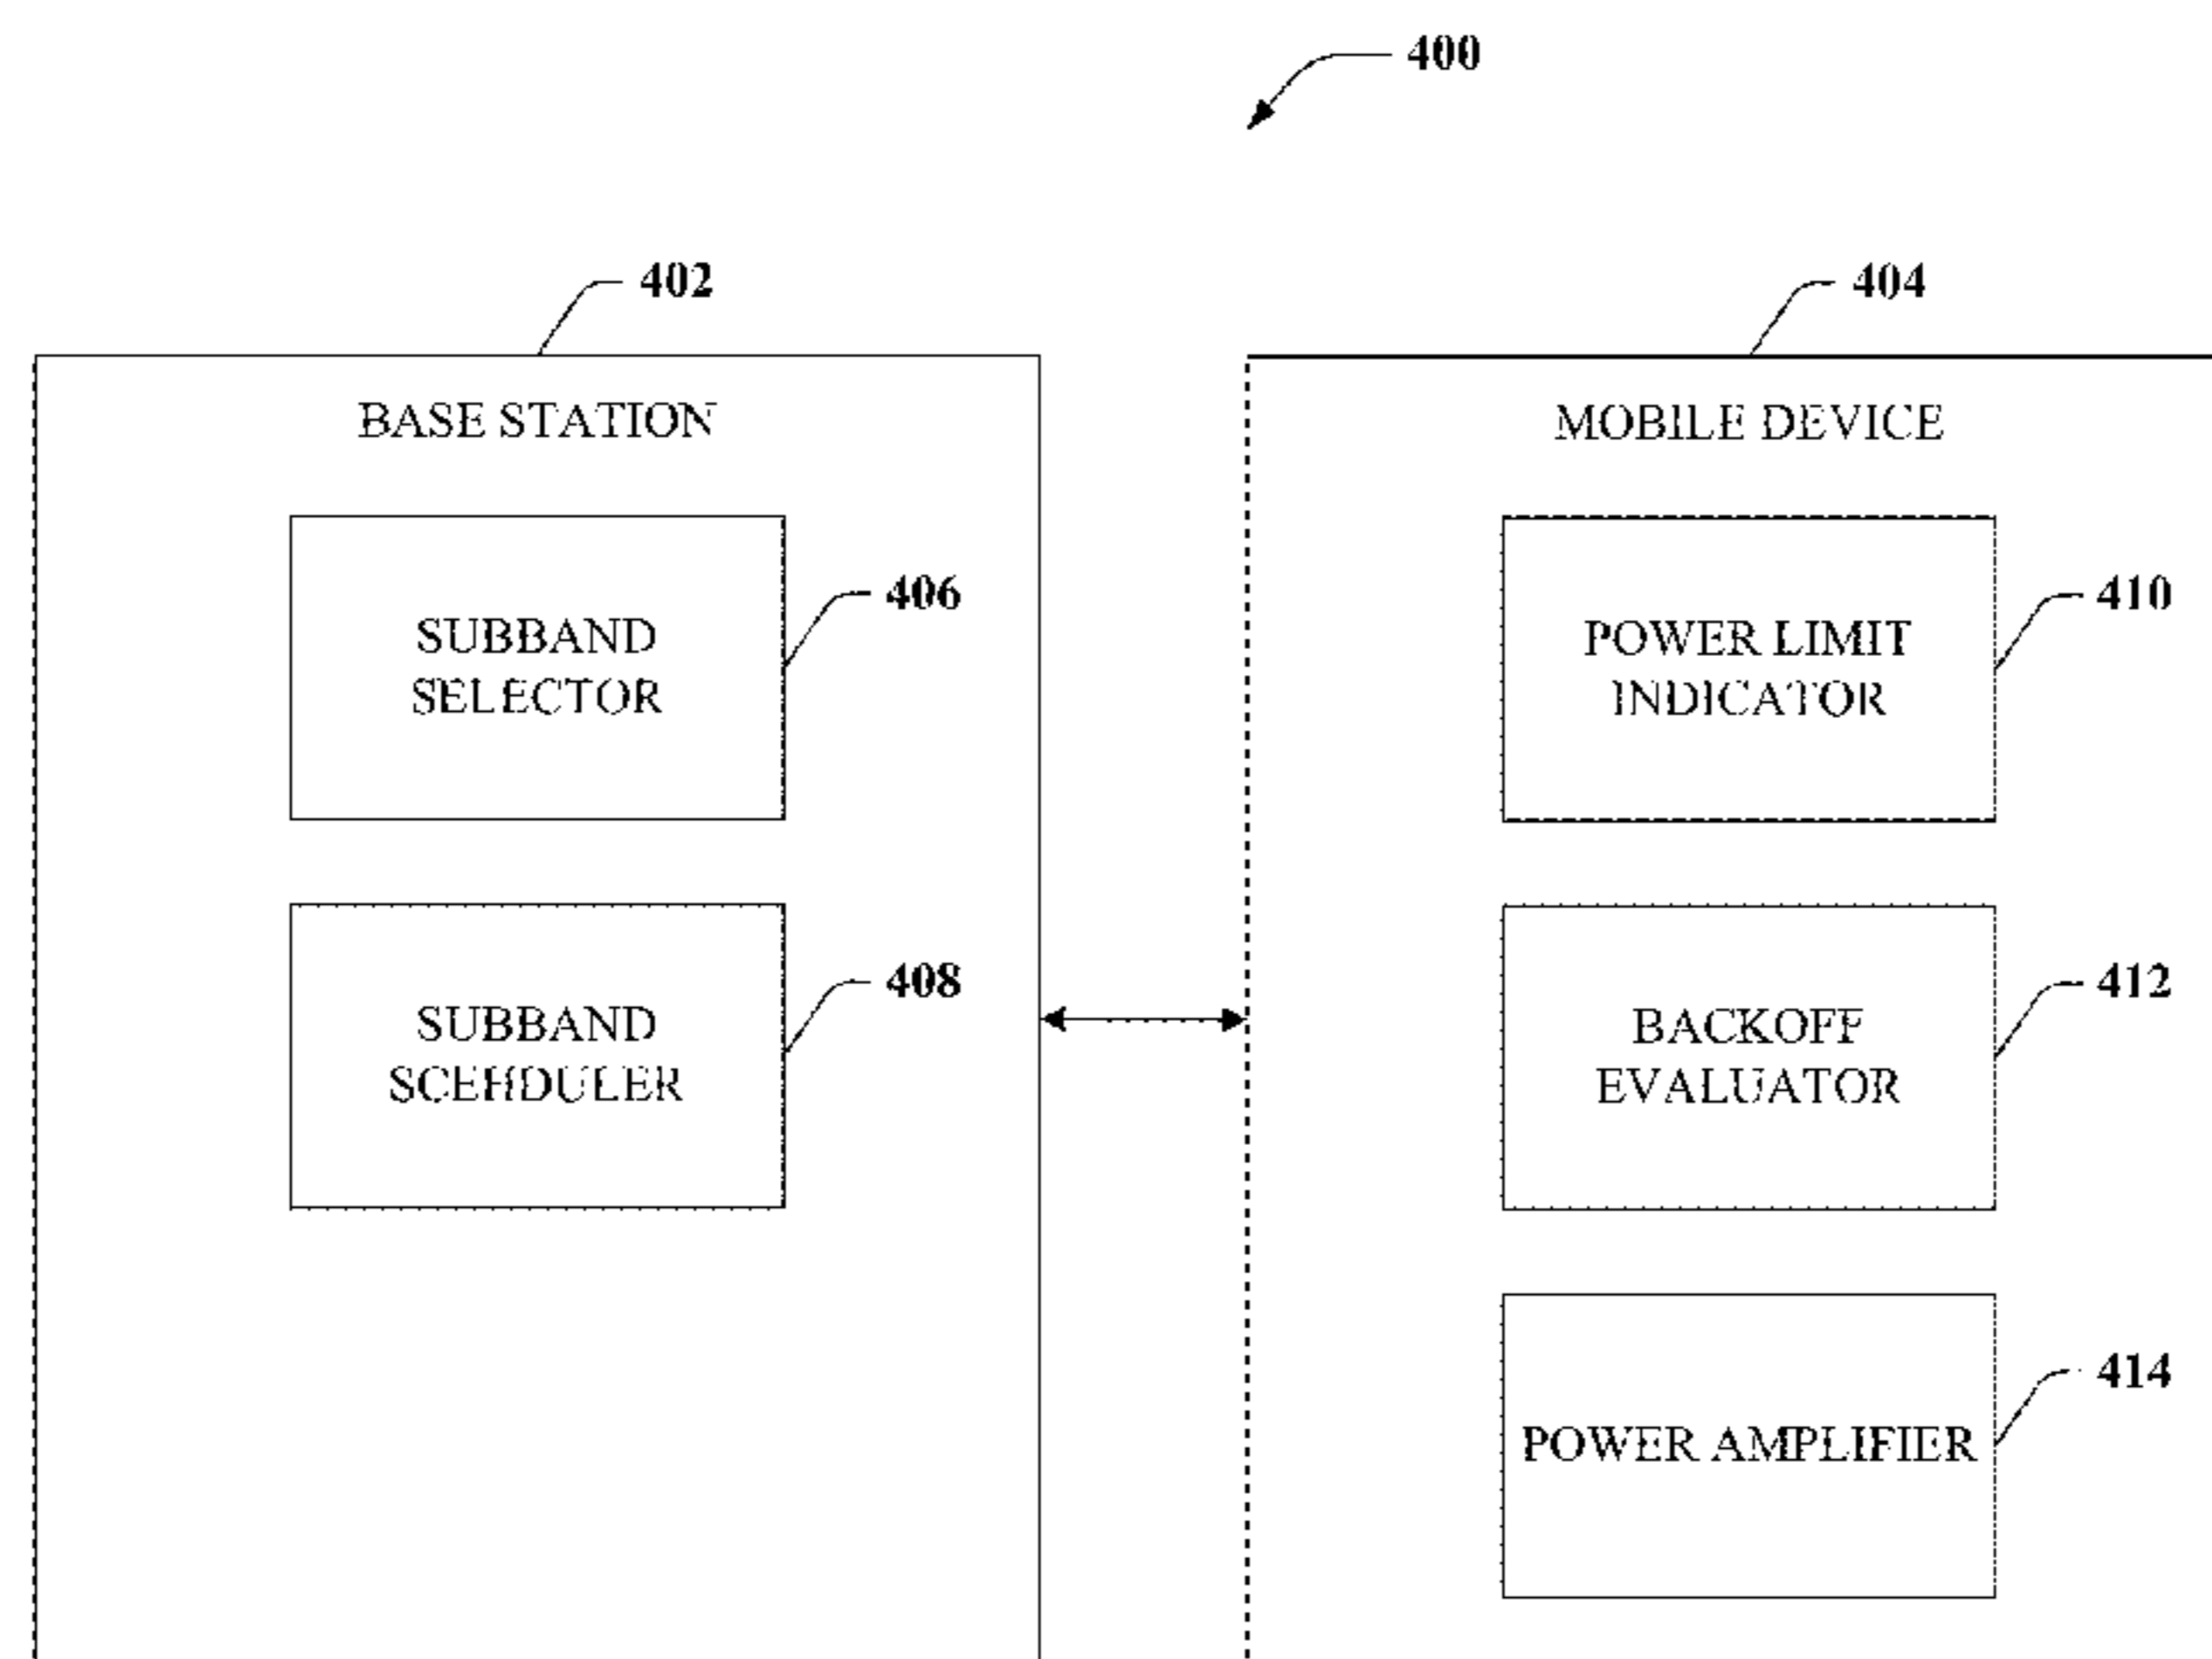 400
402
404
BASE STATION
MOBILE DEVICE
SUBBAND
SELECTOR
406
POWER LIMIT
INDICATOR
410
SUBBAND
SCEHDULER
408
BACKOFF
EVALUATOR
412
POWER AMPLIFIER
414